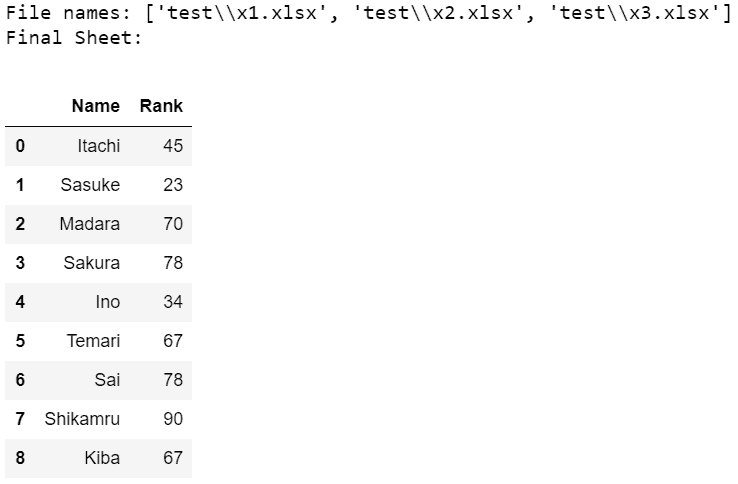 File names: ['test\\x1.xlsx', 'test\\x2.xlsx', 'test\\x3.xlsx']
Final Sheet:
Name Rank
0 Itachi 45
1 Sasuke 23
2 Madara 70
3 Sakura 78
4 Ino 34
5 Temari 67
6 Sai 78
7 Shikamru 90
8 Kiba 67